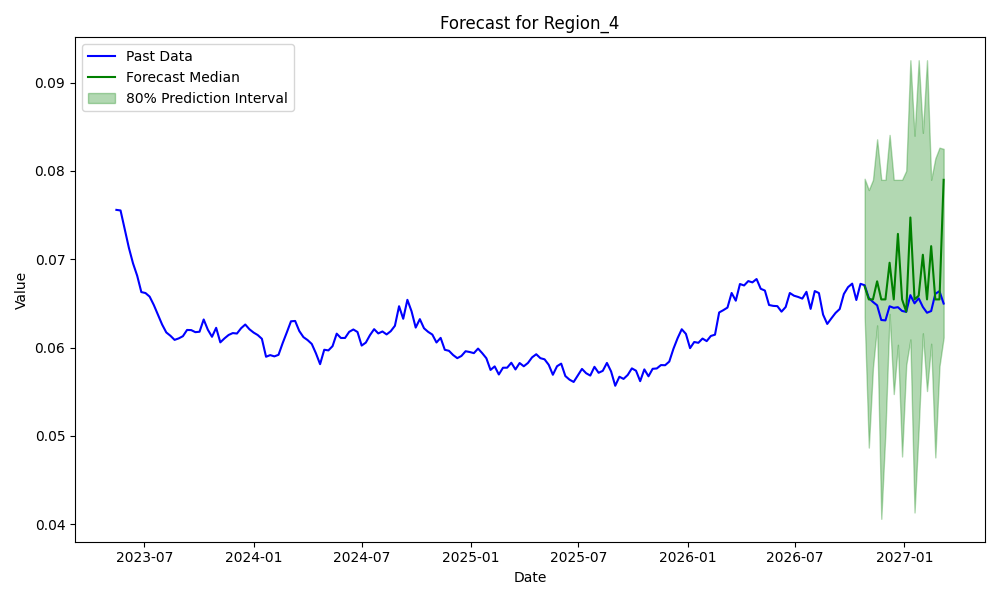 Forecast for Region_4
Past Data
Forecast Median
80% Prediction Interval
Value
0.09
0.08
0.07
0.06
0.05
0.04
2023-07
2024-01
2024-07
2025-01
2025-07
2026-01
2026-07
2027-01
Date